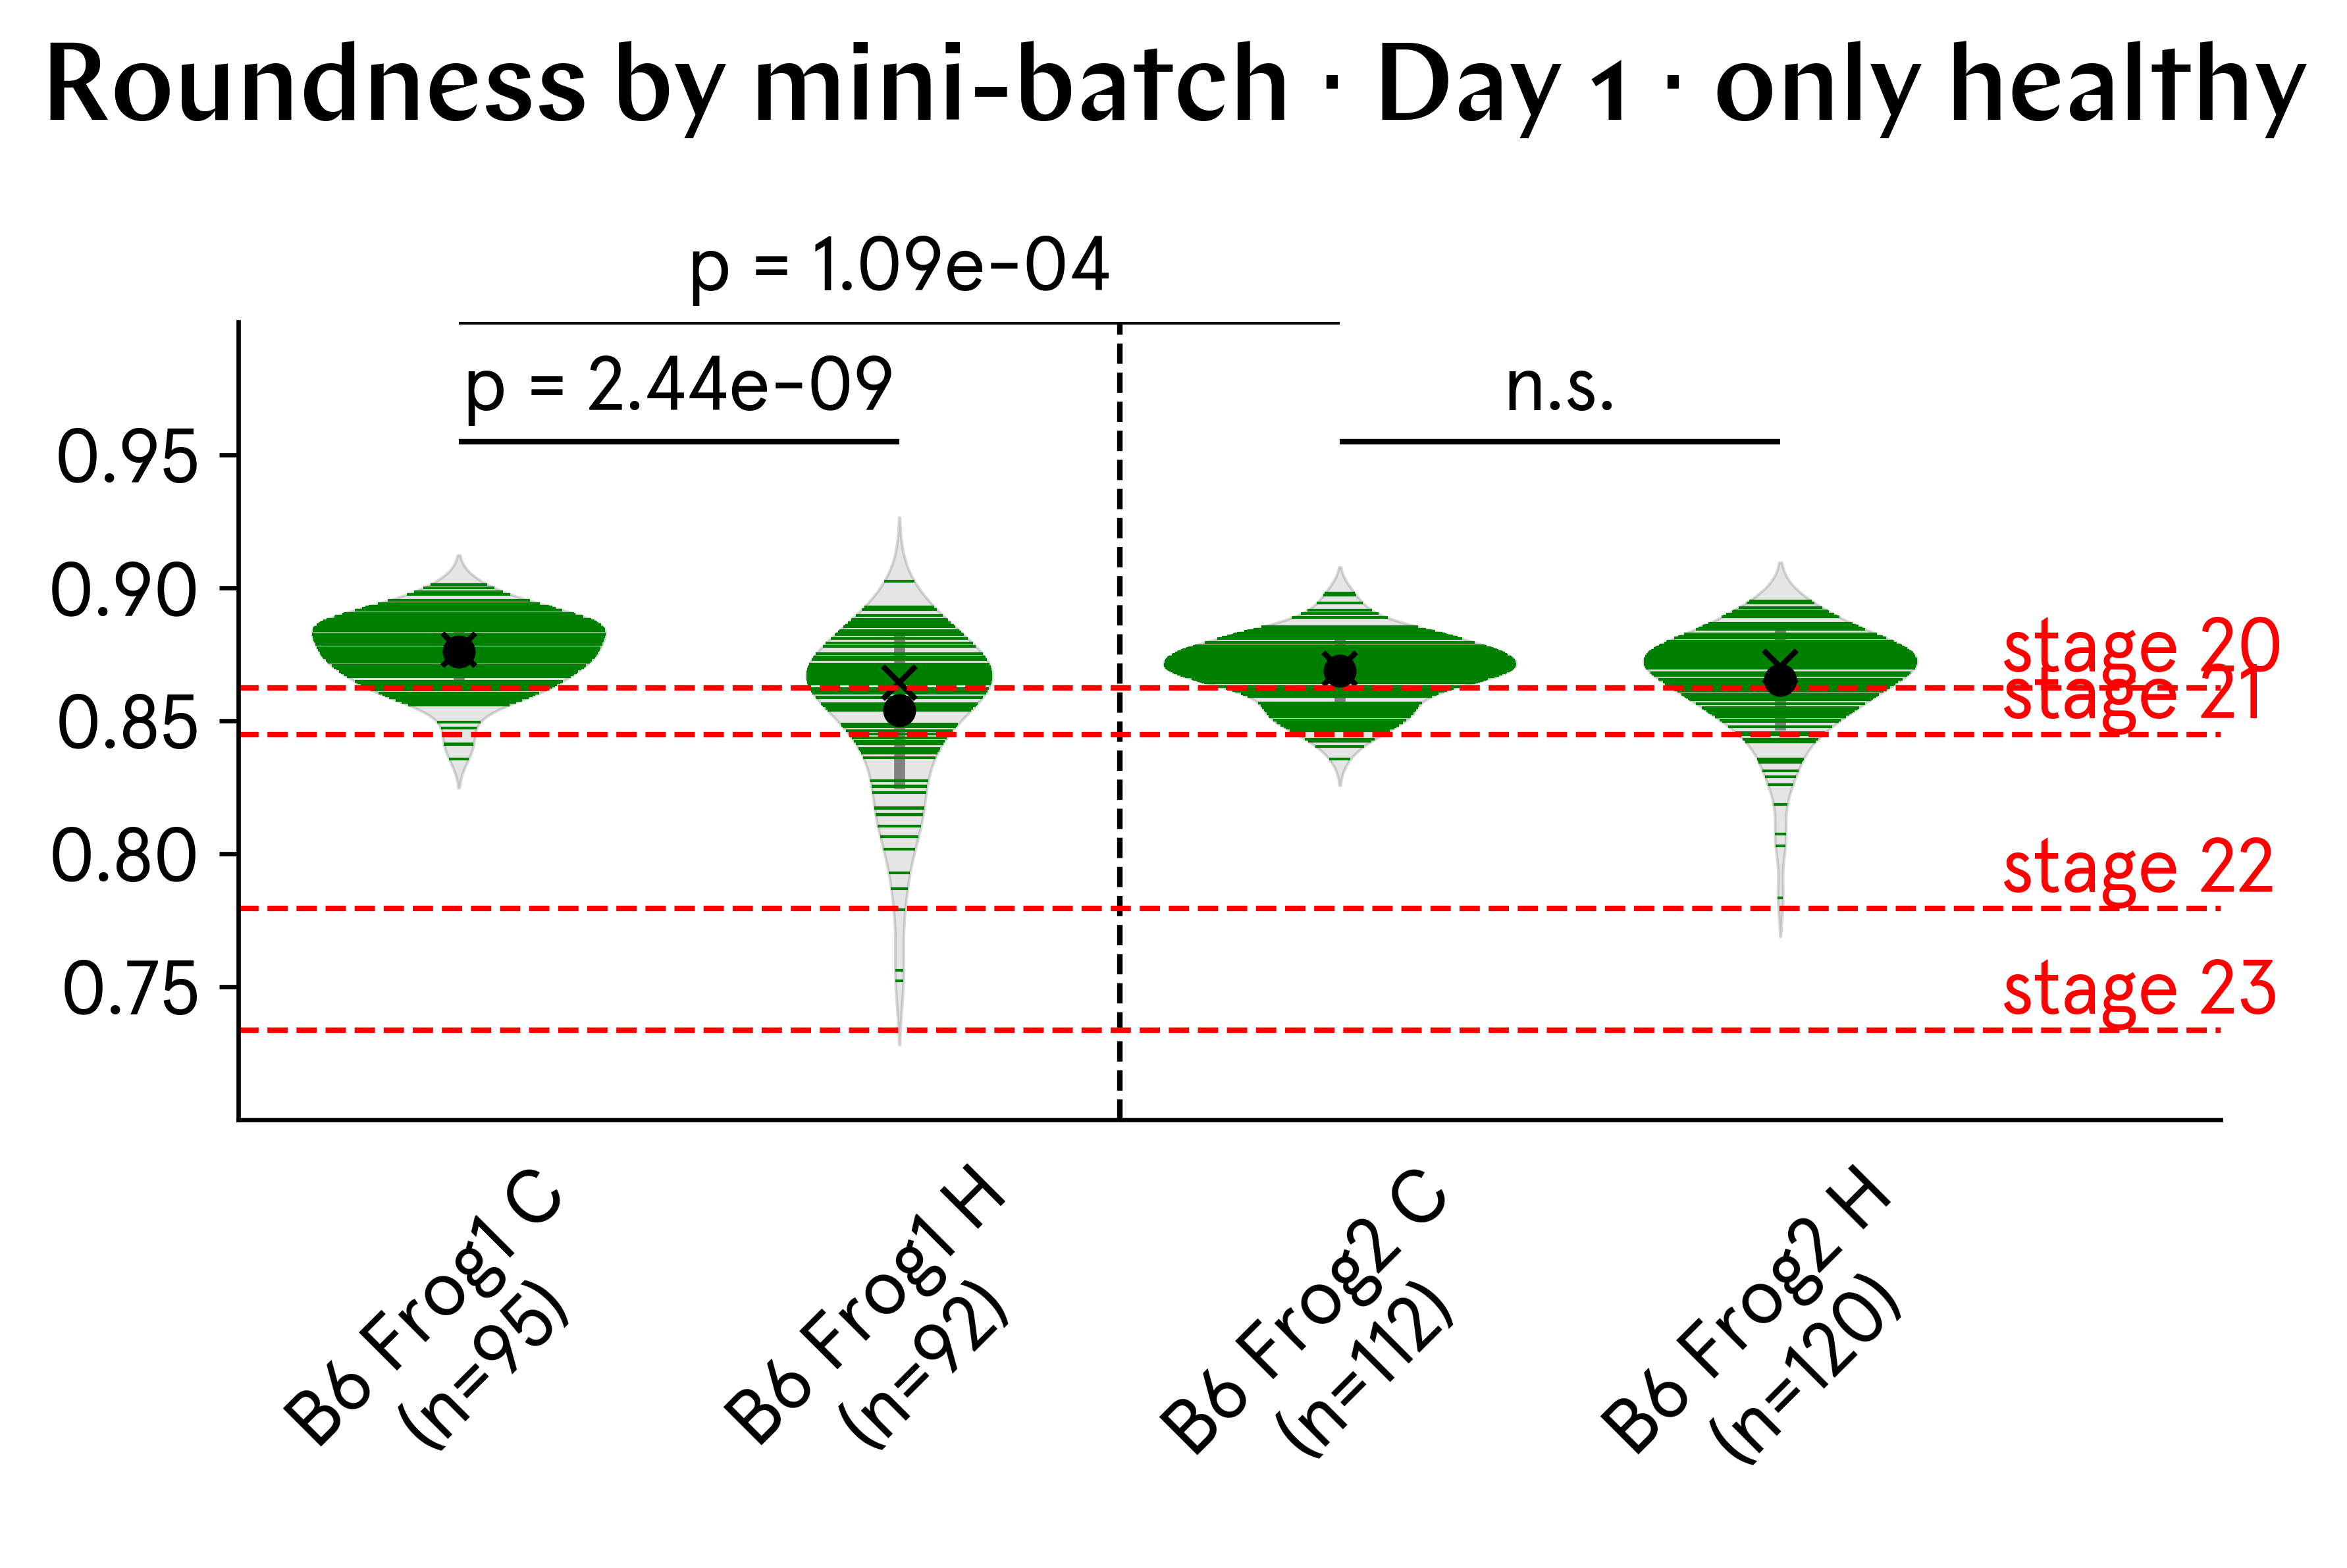 Roundness by mini-batch · Day 1 · only healthy
p = 1.09e-04
p = 2.44e-09
n.s.
0.95
0.90
0.85
0.80
0.75
stage 20
stage 21
stage 22
stage 23
B6 Frog1 C
(n=95)
B6 Frog1 H
(n=92)
B6 Frog2 C
(n=112)
B6 Frog2 H
(n=120)